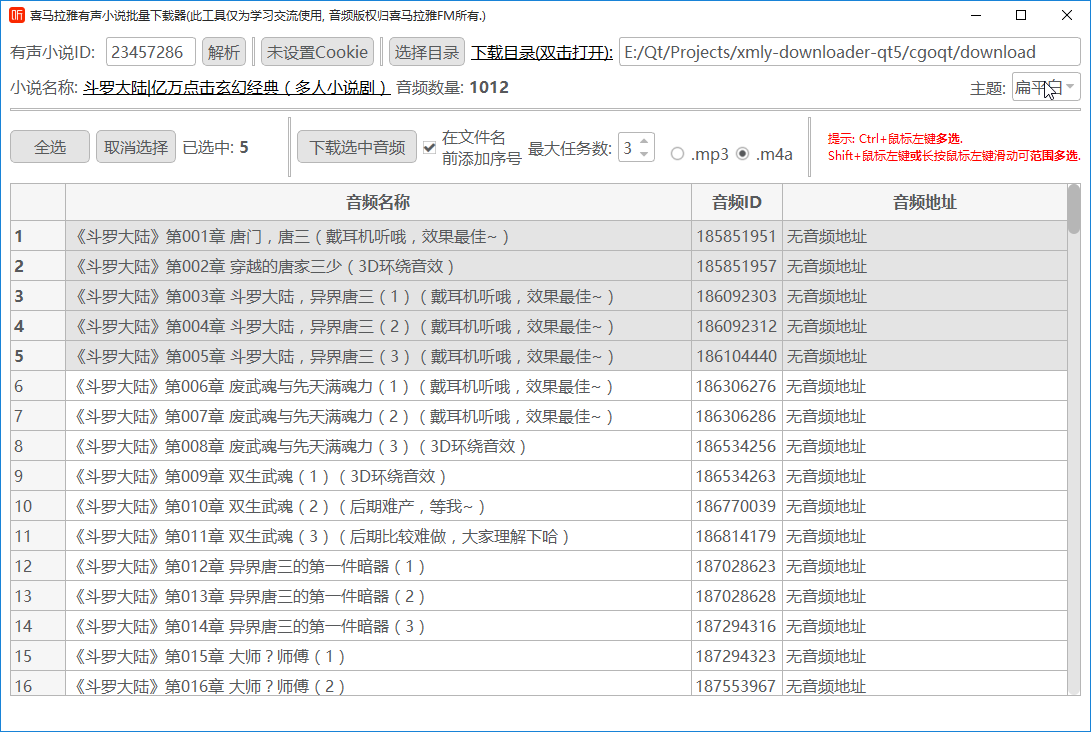 听 喜马拉雅有声小说批量下载器(此工具仅为学习交流使用, 音频版权归喜马拉雅FM所有.)
有声小说ID: 23457286 解析 未设置Cookie 选择目录 下载目录(双击打开): E:/Qt/Projects/xmly-downloader-qt5/cgoqt/download
小说名称: 斗罗大陆|亿万点击玄幻经典（多人小说剧） 音频数量: 1012 主题: 扁平白
全选 取消选择 已选中: 5 下载选中音频 在文件名
前添加序号 最大任务数: 3 .mp3 .m4a
提示: Ctrl+鼠标左键多选.
Shift+鼠标左键或长按鼠标左键滑动可范围多选.
音频名称 音频ID 音频地址
1 《斗罗大陆》第001章 唐门，唐三（戴耳机听哦，效果最佳~） 185851951 无音频地址
2 《斗罗大陆》第002章 穿越的唐家三少（3D环绕音效） 185851957 无音频地址
3 《斗罗大陆》第003章 斗罗大陆，异界唐三（1）（戴耳机听哦，效果最佳~） 186092303 无音频地址
4 《斗罗大陆》第004章 斗罗大陆，异界唐三（2）（戴耳机听哦，效果最佳~） 186092312 无音频地址
5 《斗罗大陆》第005章 斗罗大陆，异界唐三（3）（戴耳机听哦，效果最佳~） 186104440 无音频地址
6 《斗罗大陆》第006章 废武魂与先天满魂力（1）（戴耳机听哦，效果最佳~） 186306276 无音频地址
7 《斗罗大陆》第007章 废武魂与先天满魂力（2）（戴耳机听哦，效果最佳~） 186306286 无音频地址
8 《斗罗大陆》第008章 废武魂与先天满魂力（3）（3D环绕音效） 186534256 无音频地址
9 《斗罗大陆》第009章 双生武魂（1）（3D环绕音效） 186534263 无音频地址
10 《斗罗大陆》第010章 双生武魂（2）（后期难产，等我~） 186770039 无音频地址
11 《斗罗大陆》第011章 双生武魂（3）（后期比较难做，大家理解下哈） 186814179 无音频地址
12 《斗罗大陆》第012章 异界唐三的第一件暗器（1） 187028623 无音频地址
13 《斗罗大陆》第013章 异界唐三的第一件暗器（2） 187028628 无音频地址
14 《斗罗大陆》第014章 异界唐三的第一件暗器（3） 187294316 无音频地址
15 《斗罗大陆》第015章 大师？师傅（1） 187294323 无音频地址
16 《斗罗大陆》第016章 大师？师傅（2） 187553967 无音频地址